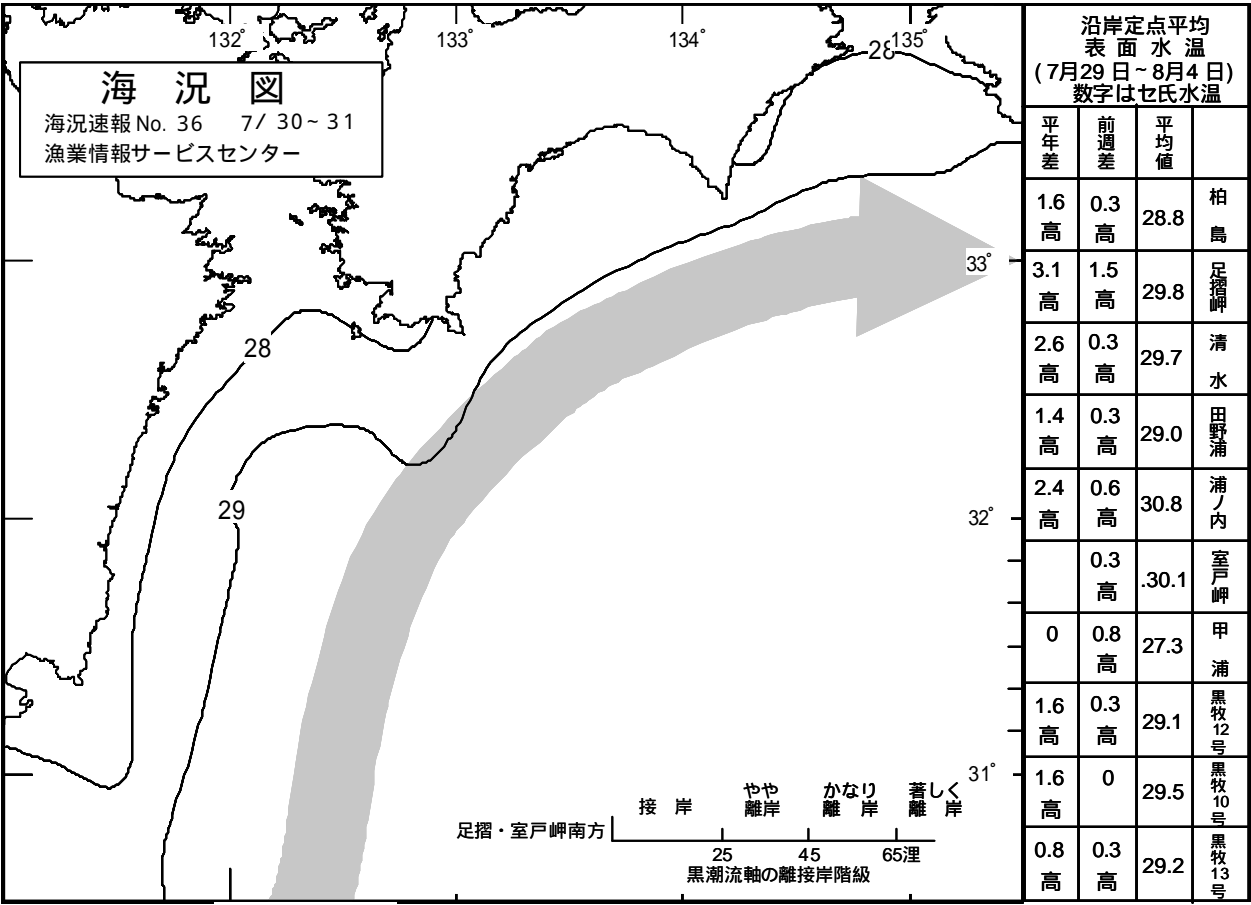 132°
133°
134°
28
135°
海 況 図
海況速報 No. 36 7/ 30~ 31
漁業情報サービスセンター
28
29
33°
32°
31°
接 岸
やや離岸
かなり離 岸
著しく離 岸
足摺・室戸岬南方
25 45 65浬
黒潮流軸の離接岸階級
沿岸定点平均
表 面 水 温
( 7月29 日~ 8月4 日)
数字はセ氏水温
平年差 前週差 平均値
1.6高 0.3高 28.8 柏島
3.1高 1.5高 29.8 足摺岬
2.6高 0.3高 29.7 清水
1.4高 0.3高 29.0 田野浦
2.4高 0.6高 30.8 浦ノ内
0.3高 .30.1 室戸岬
0 0.8高 27.3 甲浦
1.6高 0.3高 29.1 黒牧12号
1.6高 0 29.5 黒牧10号
0.8高 0.3高 29.2 黒牧13号